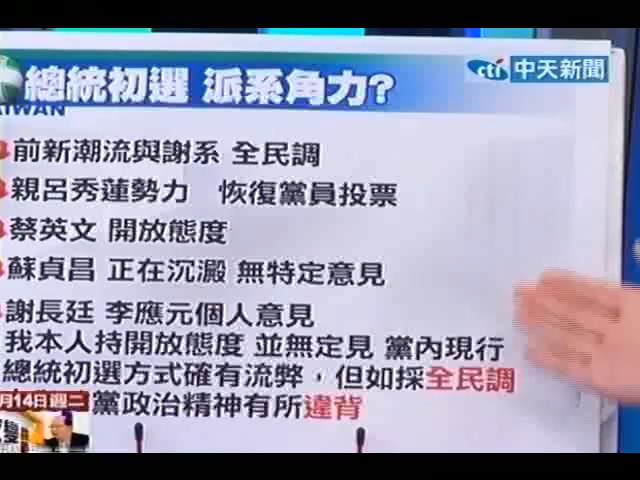 總統初選 派系角力?
cti 中天新聞
AIWAN
前新潮流與謝系 全民調
親呂秀蓮勢力 恢復黨員投票
蔡英文 開放態度
蘇貞昌 正在沉澱 無特定意見
謝長廷 李應元個人意見
我本人持開放態度 並無定見 黨內現行
總統初選方式確有流弊，但如採全民調
月14日週二
黨政治精神有所違背
變